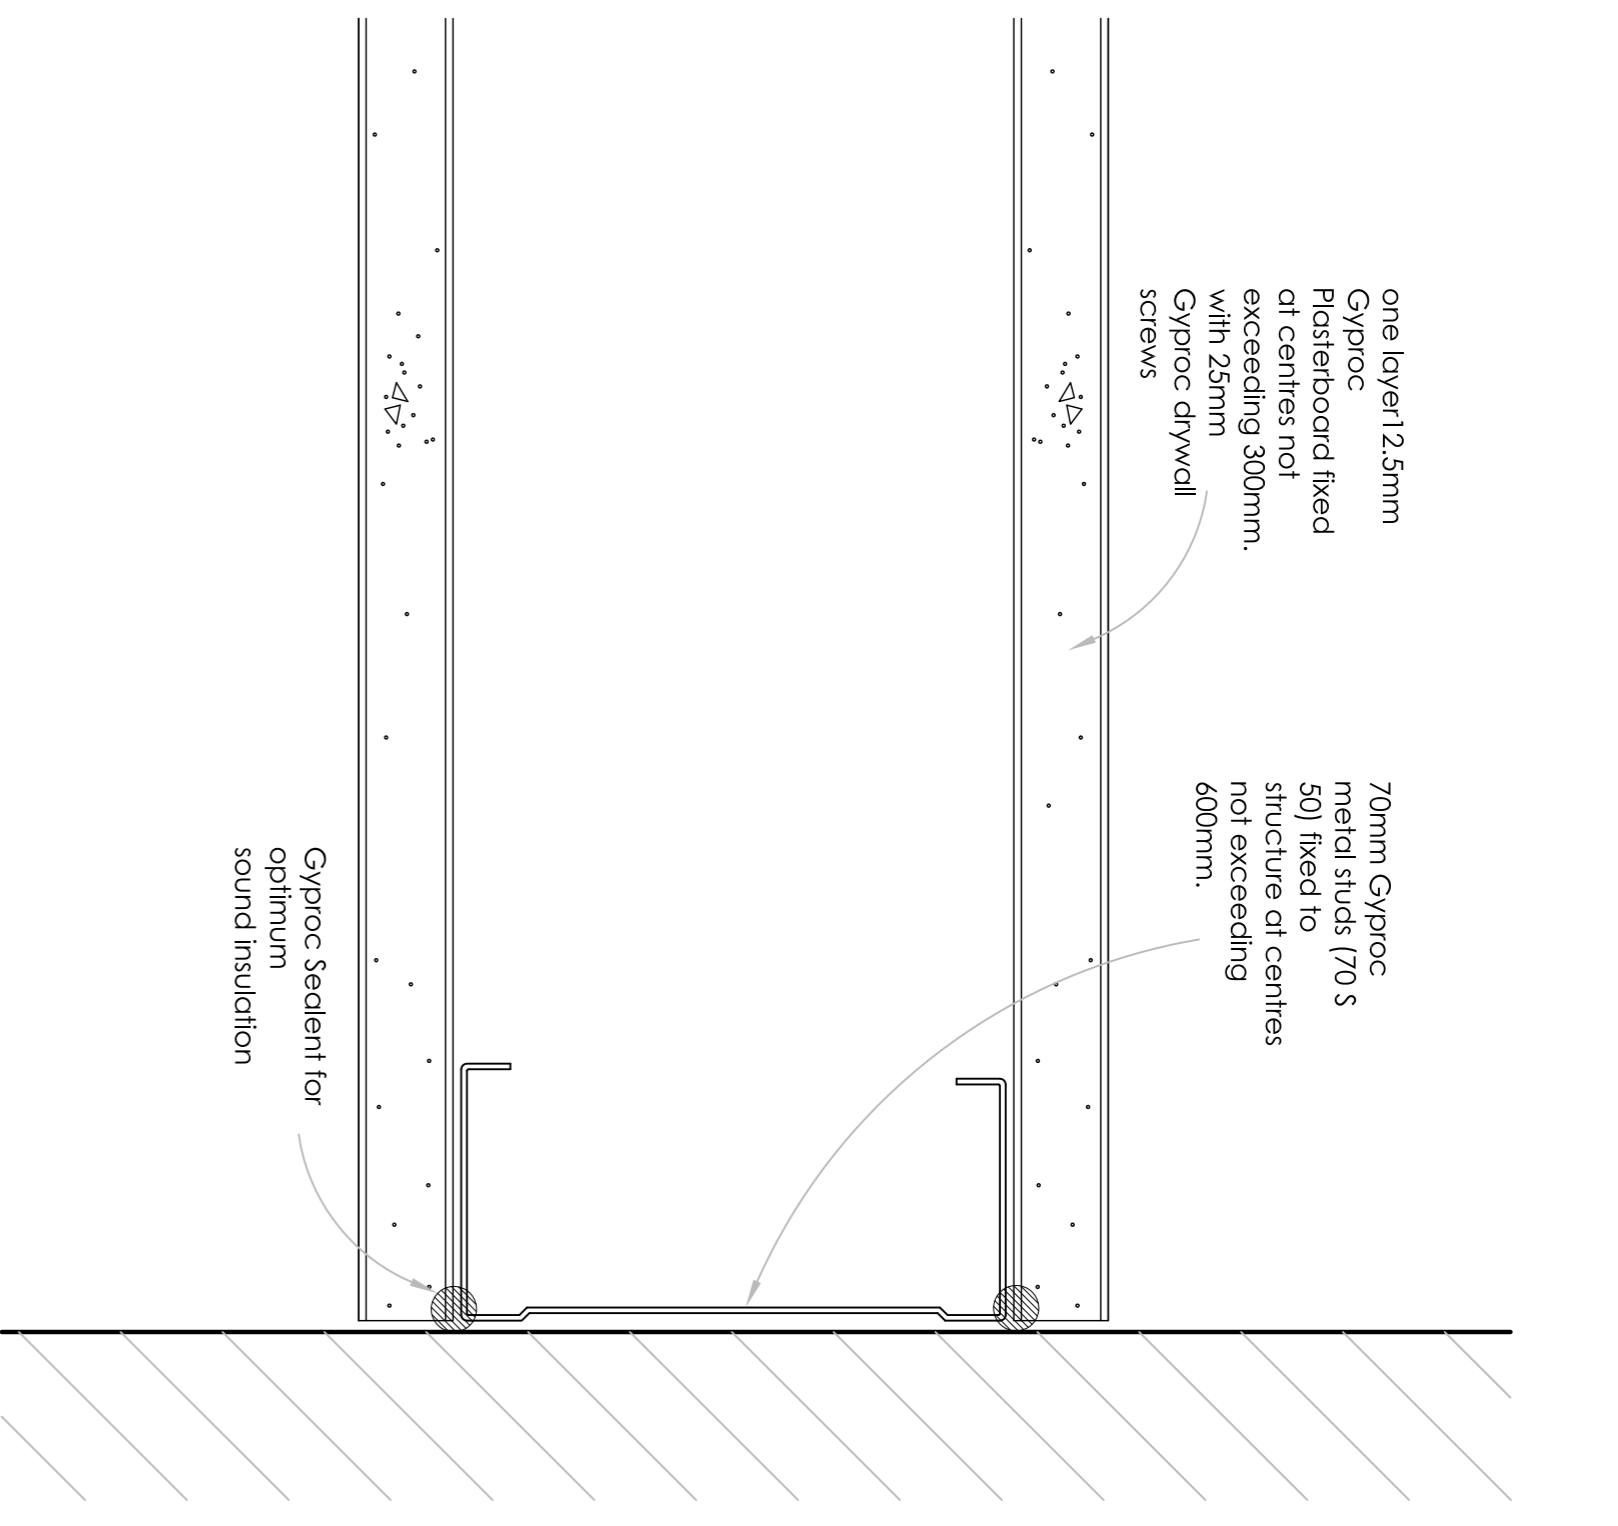 one layer12.5mm
Gyproc
Plasterboard fixed
at centres not
exceeding 300mm.
with 25mm
Gyproc drywall
screws
70mm Gyproc
metal studs (70 S
50) fixed to
structure at centres
not exceeding
600mm.
Gyproc Sealent for
optimum
sound insulation